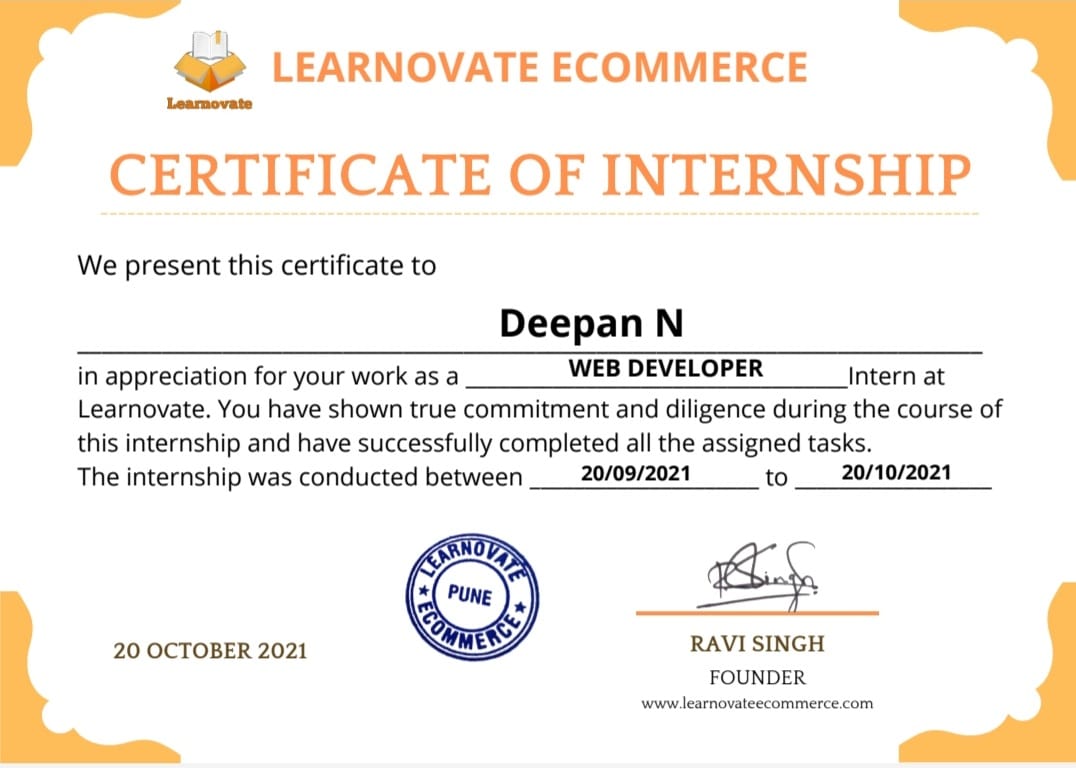 Learnovate
LEARNOVATE ECOMMERCE
CERTIFICATE OF INTERNSHIP
We present this certificate to
Deepan N
in appreciation for your work as a WEB DEVELOPER Intern at
Learnovate. You have shown true commitment and diligence during the course of
this internship and have successfully completed all the assigned tasks.
The internship was conducted between 20/09/2021 to 20/10/2021
LEARNOVATE
PUNE
ECOMMERCE
RSingh
20 OCTOBER 2021
RAVI SINGH
FOUNDER
www.learnovateecommerce.com